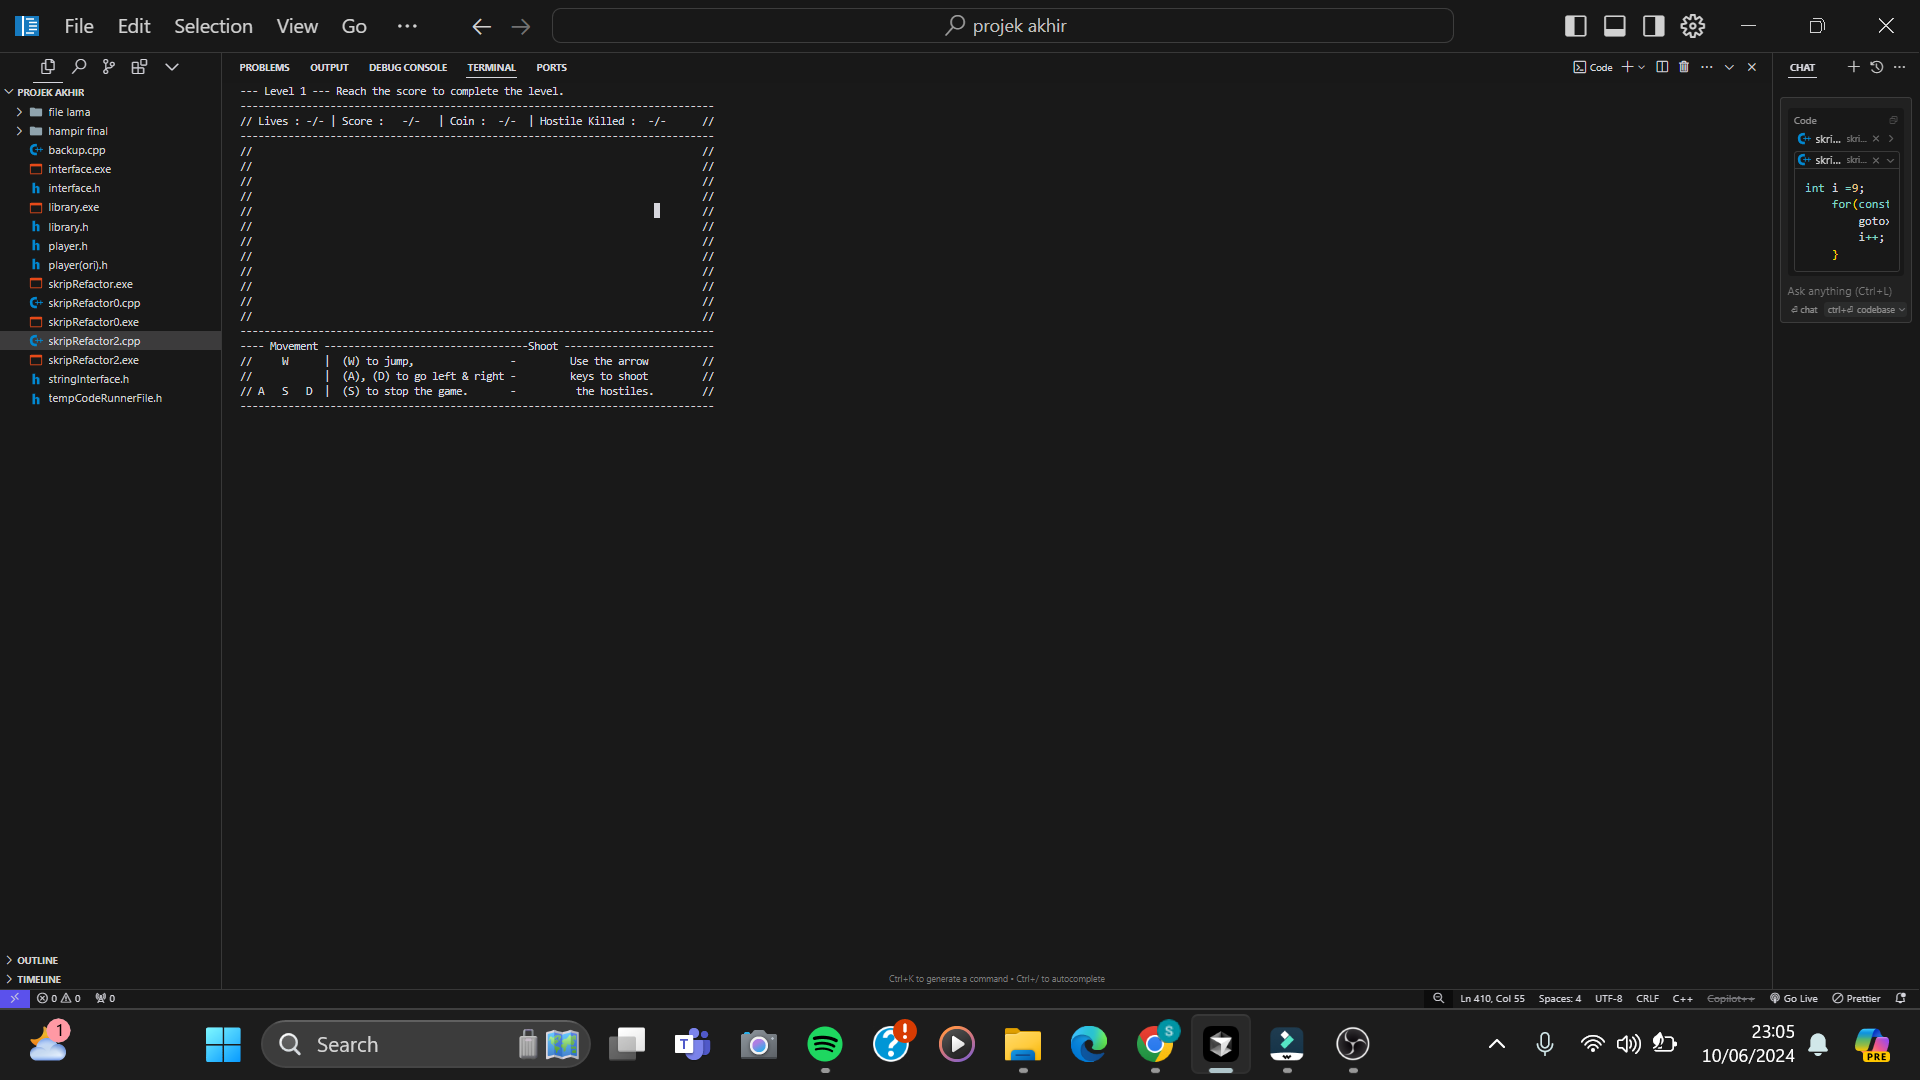 File Edit Selection View Go ···
projek akhir
PROJEK AKHIR
file lama
hampir final
backup.cpp
interface.exe
interface.h
library.exe
library.h
player.h
player(ori).h
skripRefactor.exe
skripRefactor0.cpp
skripRefactor0.exe
skripRefactor2.cpp
skripRefactor2.exe
stringInterface.h
tempCodeRunnerFile.h
OUTLINE
TIMELINE
PROBLEMS OUTPUT DEBUG CONSOLE TERMINAL PORTS
Code
--- Level 1 --- Reach the score to complete the level.
-------------------------------------------------------------------------------
// Lives : -/- | Score :   -/-   | Coin :  -/-  | Hostile Killed :  -/-      //
-------------------------------------------------------------------------------
//                                                                           //
//                                                                           //
//                                                                           //
//                                                                           //
//                                                                           //
//                                                                           //
//                                                                           //
//                                                                           //
//                                                                           //
//                                                                           //
//                                                                           //
//                                                                           //
-------------------------------------------------------------------------------
---- Movement ----------------------------------Shoot -------------------------
//     W      |  (W) to jump,                -         Use the arrow         //
//            |  (A), (D) to go left & right -         keys to shoot         //
// A   S   D  |  (S) to stop the game.       -          the hostiles.        //
-------------------------------------------------------------------------------
Ctrl+K to generate a command • Ctrl+/ to autocomplete
CHAT
Code
skri... skri...
skri... skri...
int i =9;
for(const
goto
i++;
}
Ask anything (Ctrl+L)
chat ctrl+⏎ codebase
0 0 0
Ln 410, Col 55 Spaces: 4 UTF-8 CRLF C++ Copilot++ Go Live Prettier
1
Search
S
PRE
23:05
10/06/2024